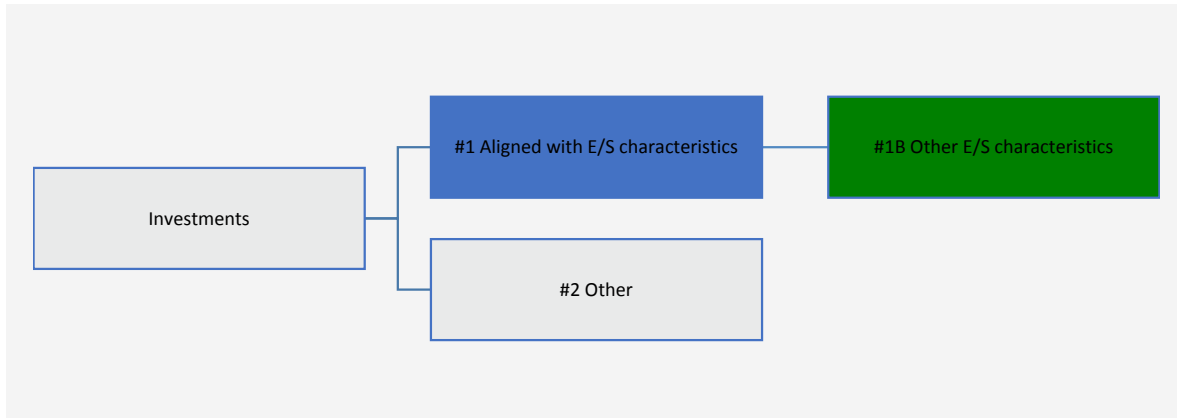 #1 Aligned with E/S characteristics
#1B Other E/S characteristics
Investments
#2 Other